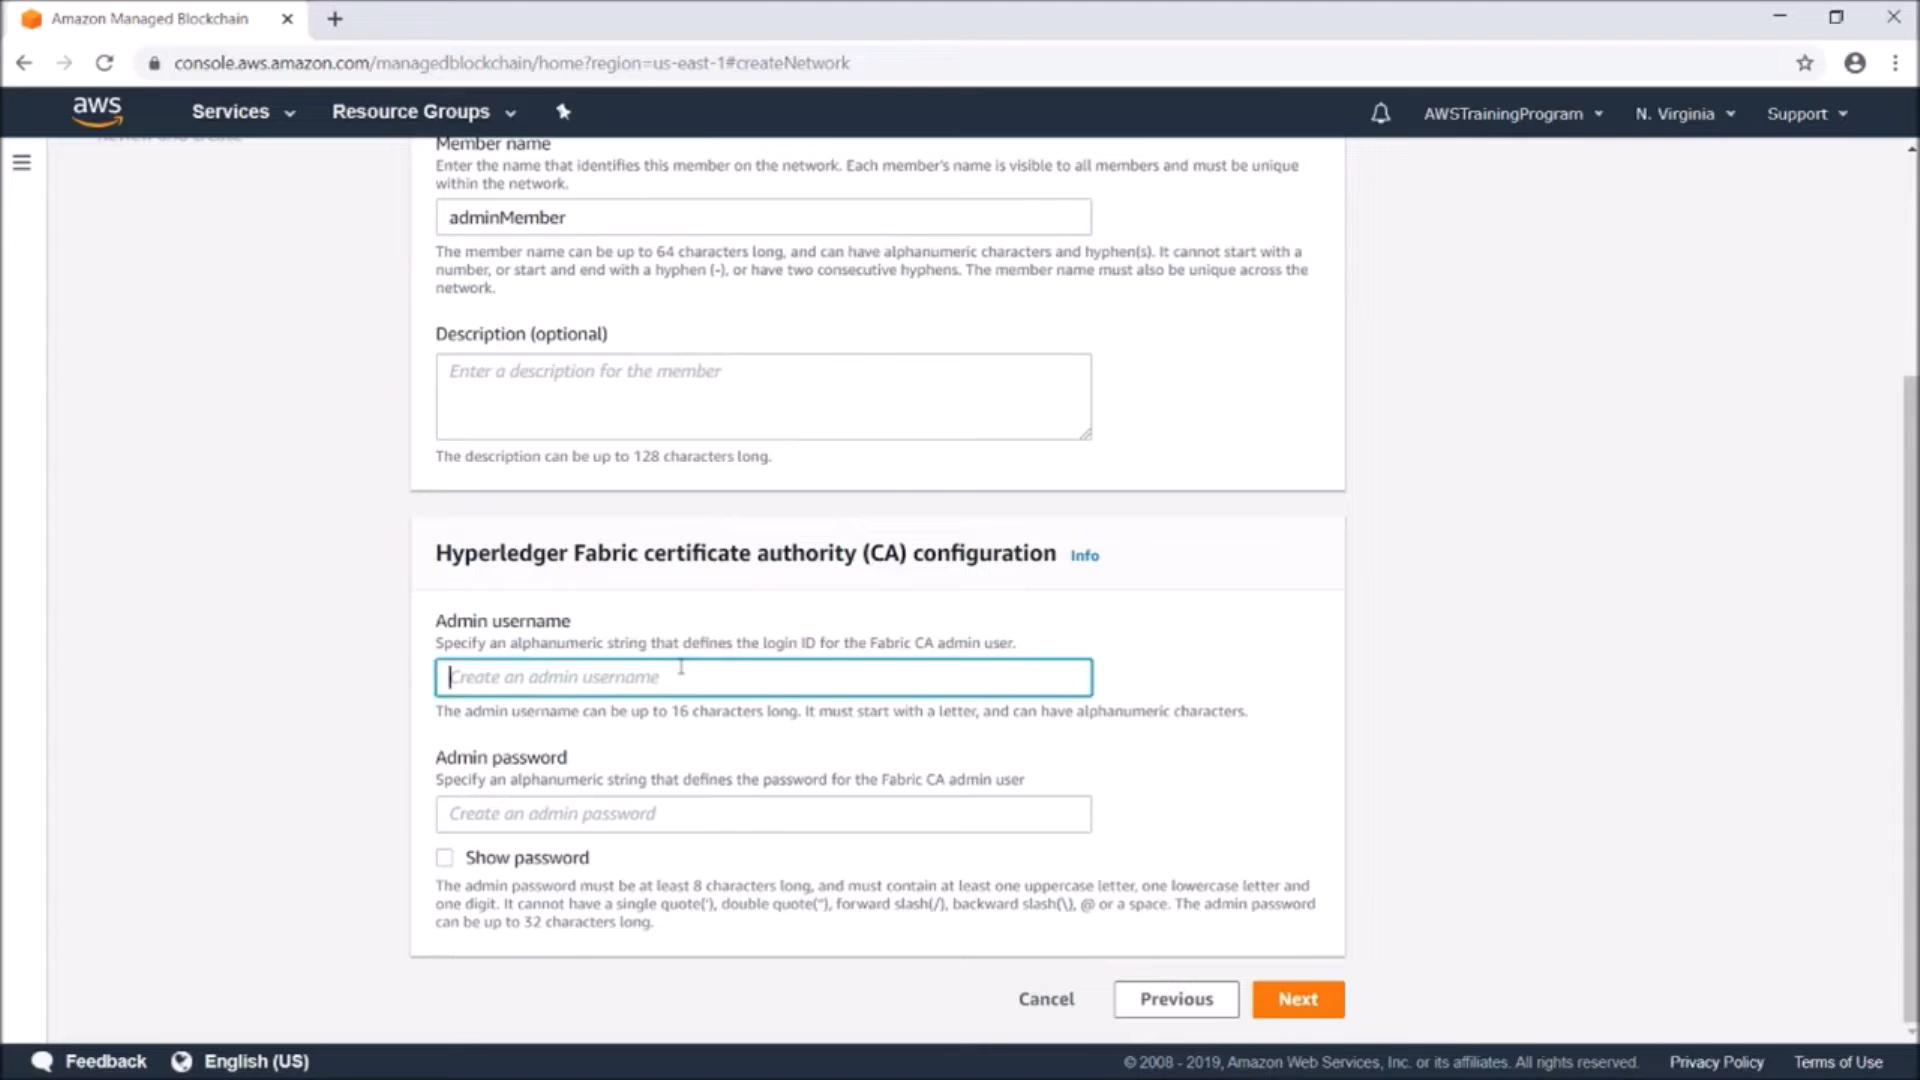 Amazon Managed Blockchain
console.aws.amazon.com/managedblockchain/home?region=us-east-1#createNetwork
aws Services Resource Groups AWSTrainingProgram N. Virginia Support
Review and create
Member name
Enter the name that identifies this member on the network. Each member's name is visible to all members and must be unique
within the network.
adminMember
The member name can be up to 64 characters long, and can have alphanumeric characters and hyphen(s). It cannot start with a
number, or start and end with a hyphen (-), or have two consecutive hyphens. The member name must also be unique across the
network.
Description (optional)
Enter a description for the member
The description can be up to 128 characters long.
Hyperledger Fabric certificate authority (CA) configuration Info
Admin username
Specify an alphanumeric string that defines the login ID for the Fabric CA admin user.
Create an admin username
The admin username can be up to 16 characters long. It must start with a letter, and can have alphanumeric characters.
Admin password
Specify an alphanumeric string that defines the password for the Fabric CA admin user
Create an admin password
Show password
The admin password must be at least 8 characters long, and must contain at least one uppercase letter, one lowercase letter and
one digit. It cannot have a single quote('), double quote("), forward slash(/), backward slash(\), @ or a space. The admin password
can be up to 32 characters long.
Cancel Previous Next
Feedback English (US) © 2008 - 2019, Amazon Web Services, Inc. or its affiliates. All rights reserved. Privacy Policy Terms of Use